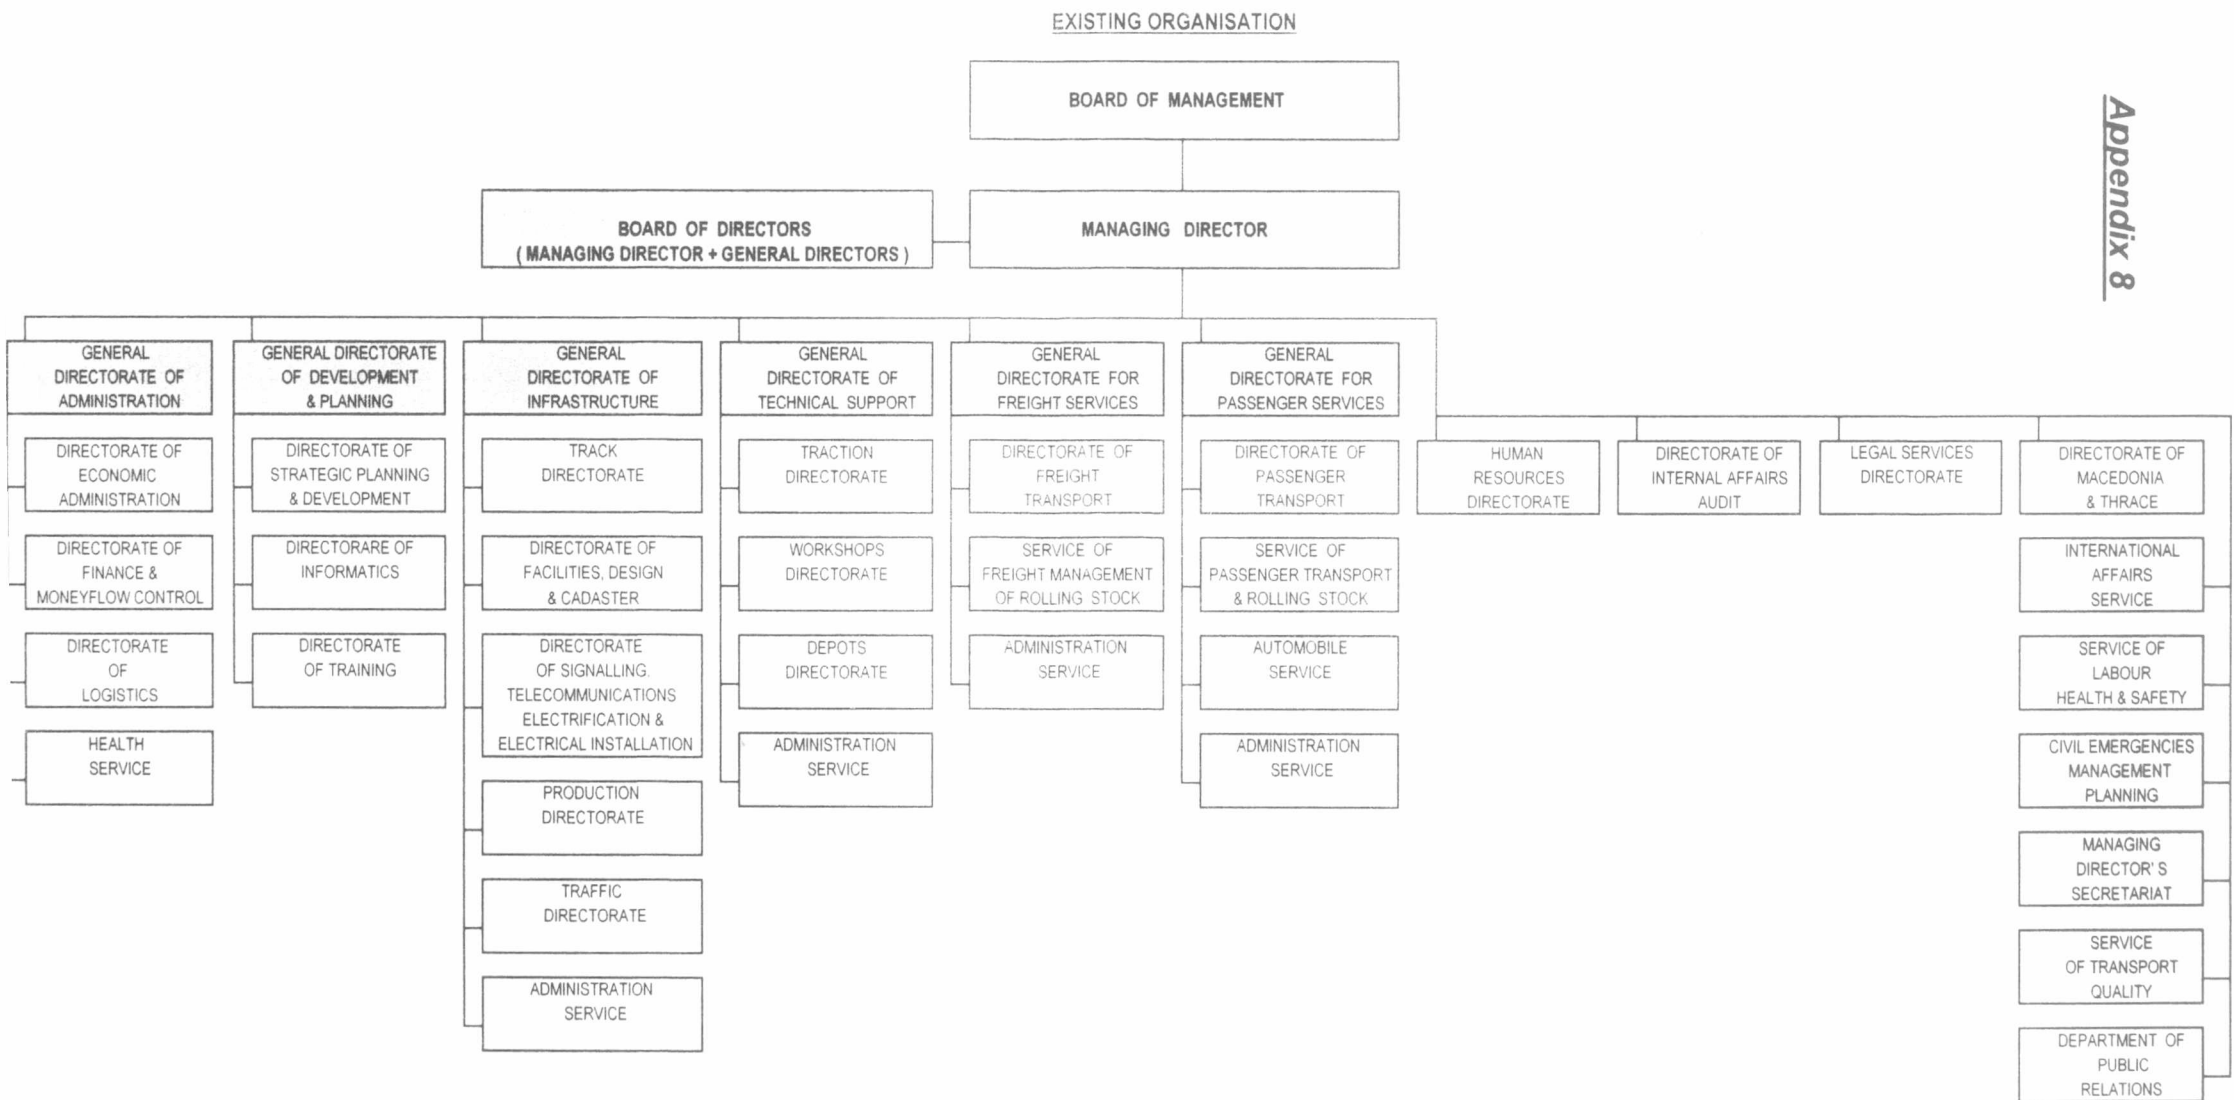 EXISTING ORGANISATION
Appendix 8
BOARD OF MANAGEMENT
BOARD OF DIRECTORS
( MANAGING DIRECTOR + GENERAL DIRECTORS )
MANAGING DIRECTOR
GENERAL
DIRECTORATE OF
ADMINISTRATION
DIRECTORATE OF
ECONOMIC
ADMINISTRATION
DIRECTORATE OF
FINANCE &
MONEYFLOW CONTROL
DIRECTORATE
OF
LOGISTICS
HEALTH
SERVICE
GENERAL DIRECTORATE
OF DEVELOPMENT
& PLANNING
DIRECTORATE OF
STRATEGIC PLANNING
& DEVELOPMENT
DIRECTORARE OF
INFORMATICS
DIRECTORATE
OF TRAINING
GENERAL
DIRECTORATE OF
INFRASTRUCTURE
TRACK
DIRECTORATE
DIRECTORATE OF
FACILITIES, DESIGN
& CADASTER
DIRECTORATE
OF SIGNALLING.
TELECOMMUNICATIONS
ELECTRIFICATION &
ELECTRICAL INSTALLATION
PRODUCTION
DIRECTORATE
TRAFFIC
DIRECTORATE
ADMINISTRATION
SERVICE
GENERAL
DIRECTORATE OF
TECHNICAL SUPPORT
TRACTION
DIRECTORATE
WORKSHOPS
DIRECTORATE
DEPOTS
DIRECTORATE
ADMINISTRATION
SERVICE
GENERAL
DIRECTORATE FOR
FREIGHT SERVICES
DIRECTORATE OF
FREIGHT
TRANSPORT
SERVICE OF
FREIGHT MANAGEMENT
OF ROLLING STOCK
ADMINISTRATION
SERVICE
GENERAL
DIRECTORATE FOR
PASSENGER SERVICES
DIRECTORATE OF
PASSENGER
TRANSPORT
SERVICE OF
PASSENGER TRANSPORT
& ROLLING STOCK
AUTOMOBILE
SERVICE
ADMINISTRATION
SERVICE
HUMAN
RESOURCES
DIRECTORATE
DIRECTORATE OF
INTERNAL AFFAIRS
AUDIT
LEGAL SERVICES
DIRECTORATE
DIRECTORATE OF
MACEDONIA
& THRACE
INTERNATIONAL
AFFAIRS
SERVICE
SERVICE OF
LABOUR
HEALTH & SAFETY
CIVIL EMERGENCIES
MANAGEMENT
PLANNING
MANAGING
DIRECTOR'S
SECRETARIAT
SERVICE
OF TRANSPORT
QUALITY
DEPARTMENT OF
PUBLIC
RELATIONS